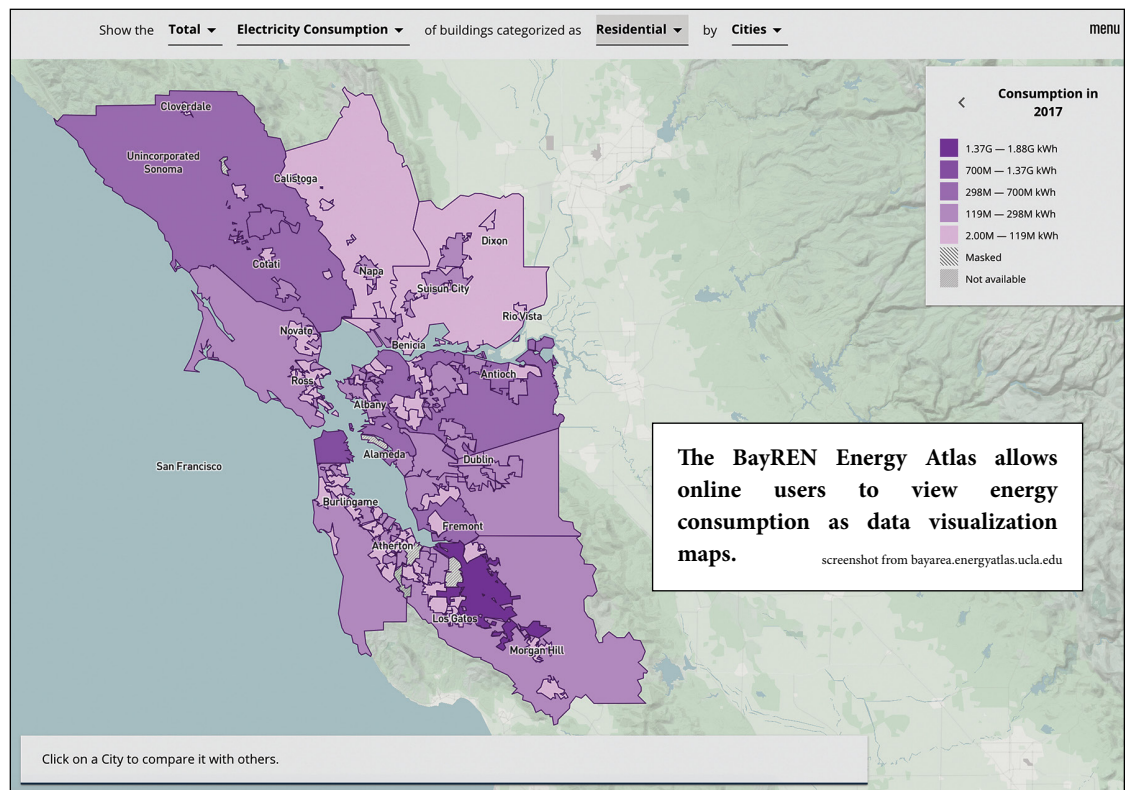 Show the Total Electricity Consumption of buildings categorized as Residential by Cities menu
Consumption in
2017
1.37G — 1.88G kWh
700M — 1.37G kWh
298M — 700M kWh
119M — 298M kWh
2.00M — 119M kWh
Masked
Not available
Cloverdale
Unincorporated
Sonoma
Calistoga
Dixon
Cotati
Napa
Suisun City
Rio Vista
Novato
Benicia
Ross
Antioch
Albany
Alameda
Dublin
San Francisco
Burlingame
Fremont
Atherton
Los Gatos
Morgan Hill
The BayREN Energy Atlas allows
online users to view energy
consumption as data visualization
maps.
screenshot from bayarea.energyatlas.ucla.edu
Click on a City to compare it with others.